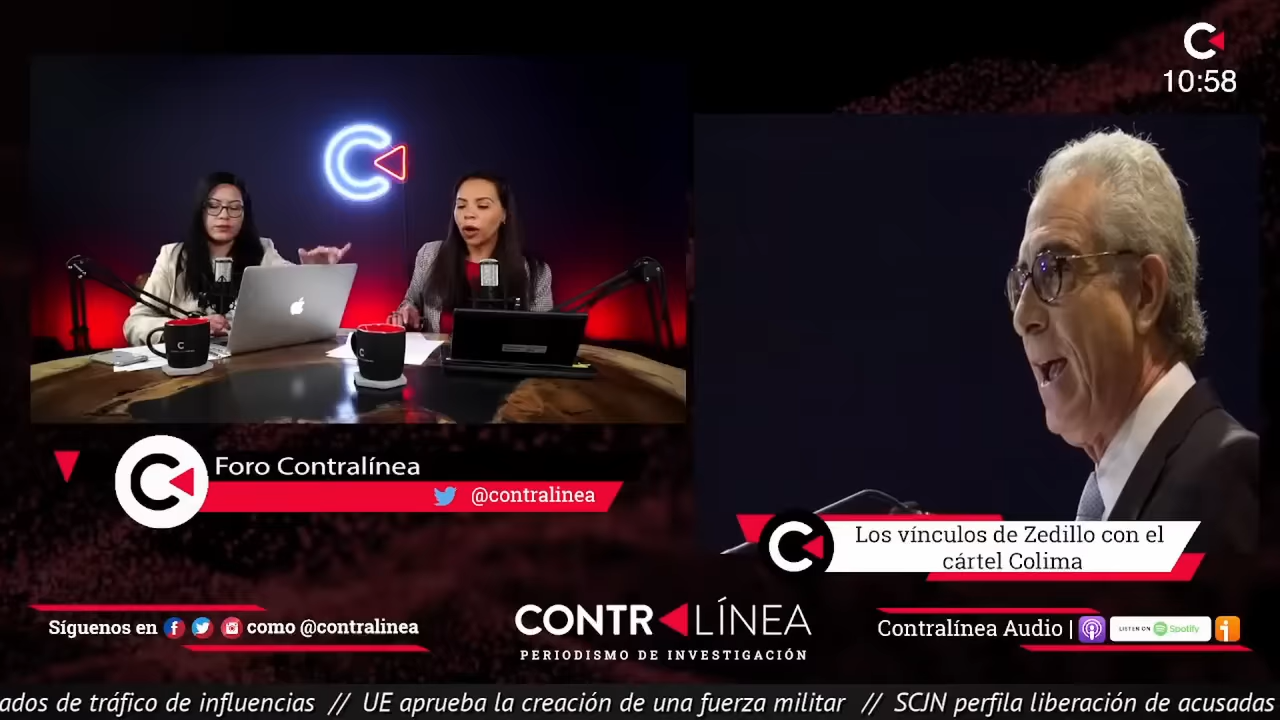 10:58
Foro Contralínea
@contralinea
Los vínculos de Zedillo con el
cártel Colima
Síguenos en
como @contralinea
CONTR LÍNEA
PERIODISMO DE INVESTIGACIÓN
Contralínea Audio |
LISTEN ON Spotify
ados de tráfico de influencias // UE aprueba la creación de una fuerza militar // SCJN perfila liberación de acusadas